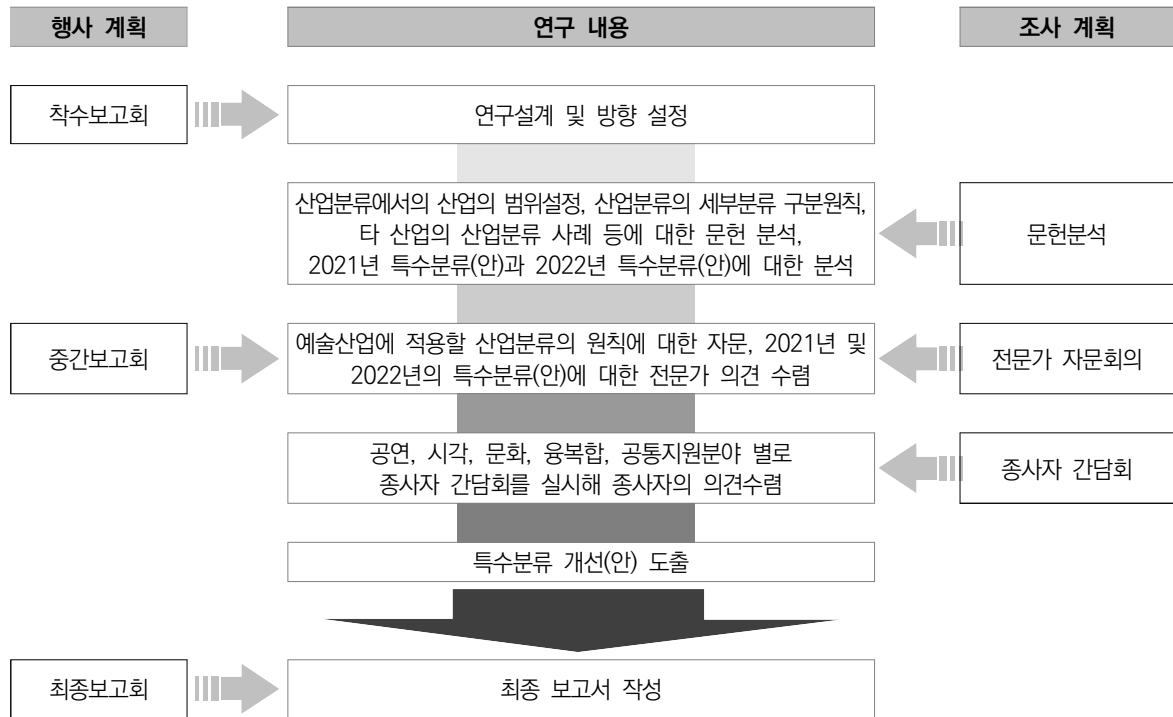 행사 계획
연구 내용
조사 계획
착수보고회
연구설계 및 방향 설정
산업분류에서의 산업의 범위설정, 산업분류의 세부분류 구분원칙,
타 산업의 산업분류 사례 등에 대한 문헌 분석,
2021년 특수분류(안)과 2022년 특수분류(안)에 대한 분석
문헌분석
중간보고회
예술산업에 적용할 산업분류의 원칙에 대한 자문, 2021년 및
2022년의 특수분류(안)에 대한 전문가 의견 수렴
전문가 자문회의
공연, 시각, 문화, 융복합, 공통지원분야 별로
종사자 간담회를 실시해 종사자의 의견수렴
종사자 간담회
특수분류 개선(안) 도출
최종보고회
최종 보고서 작성